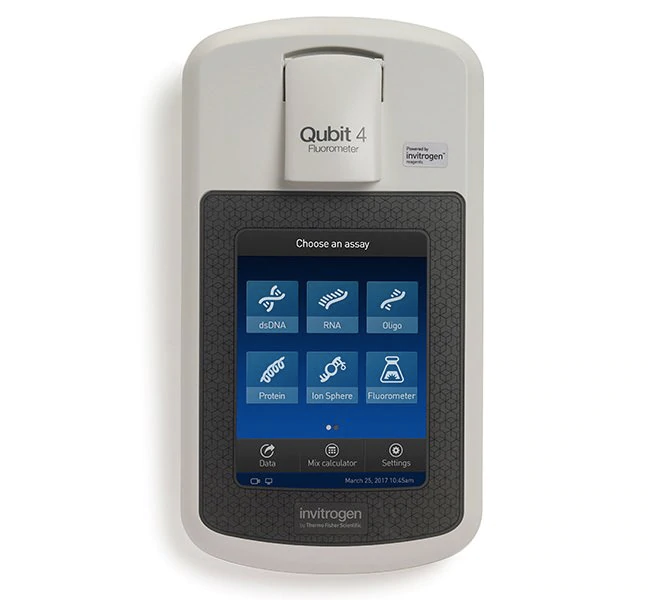 Qubit 4
Fluorometer
Powered by
invitrogen™
reagents
Choose an assay
dsDNA
RNA
Oligo
Protein
Ion Sphere
Fluorometer
Data
Mix calculator
Settings
March 25, 2017 10:45am
invitrogen
by Thermo Fisher Scientific